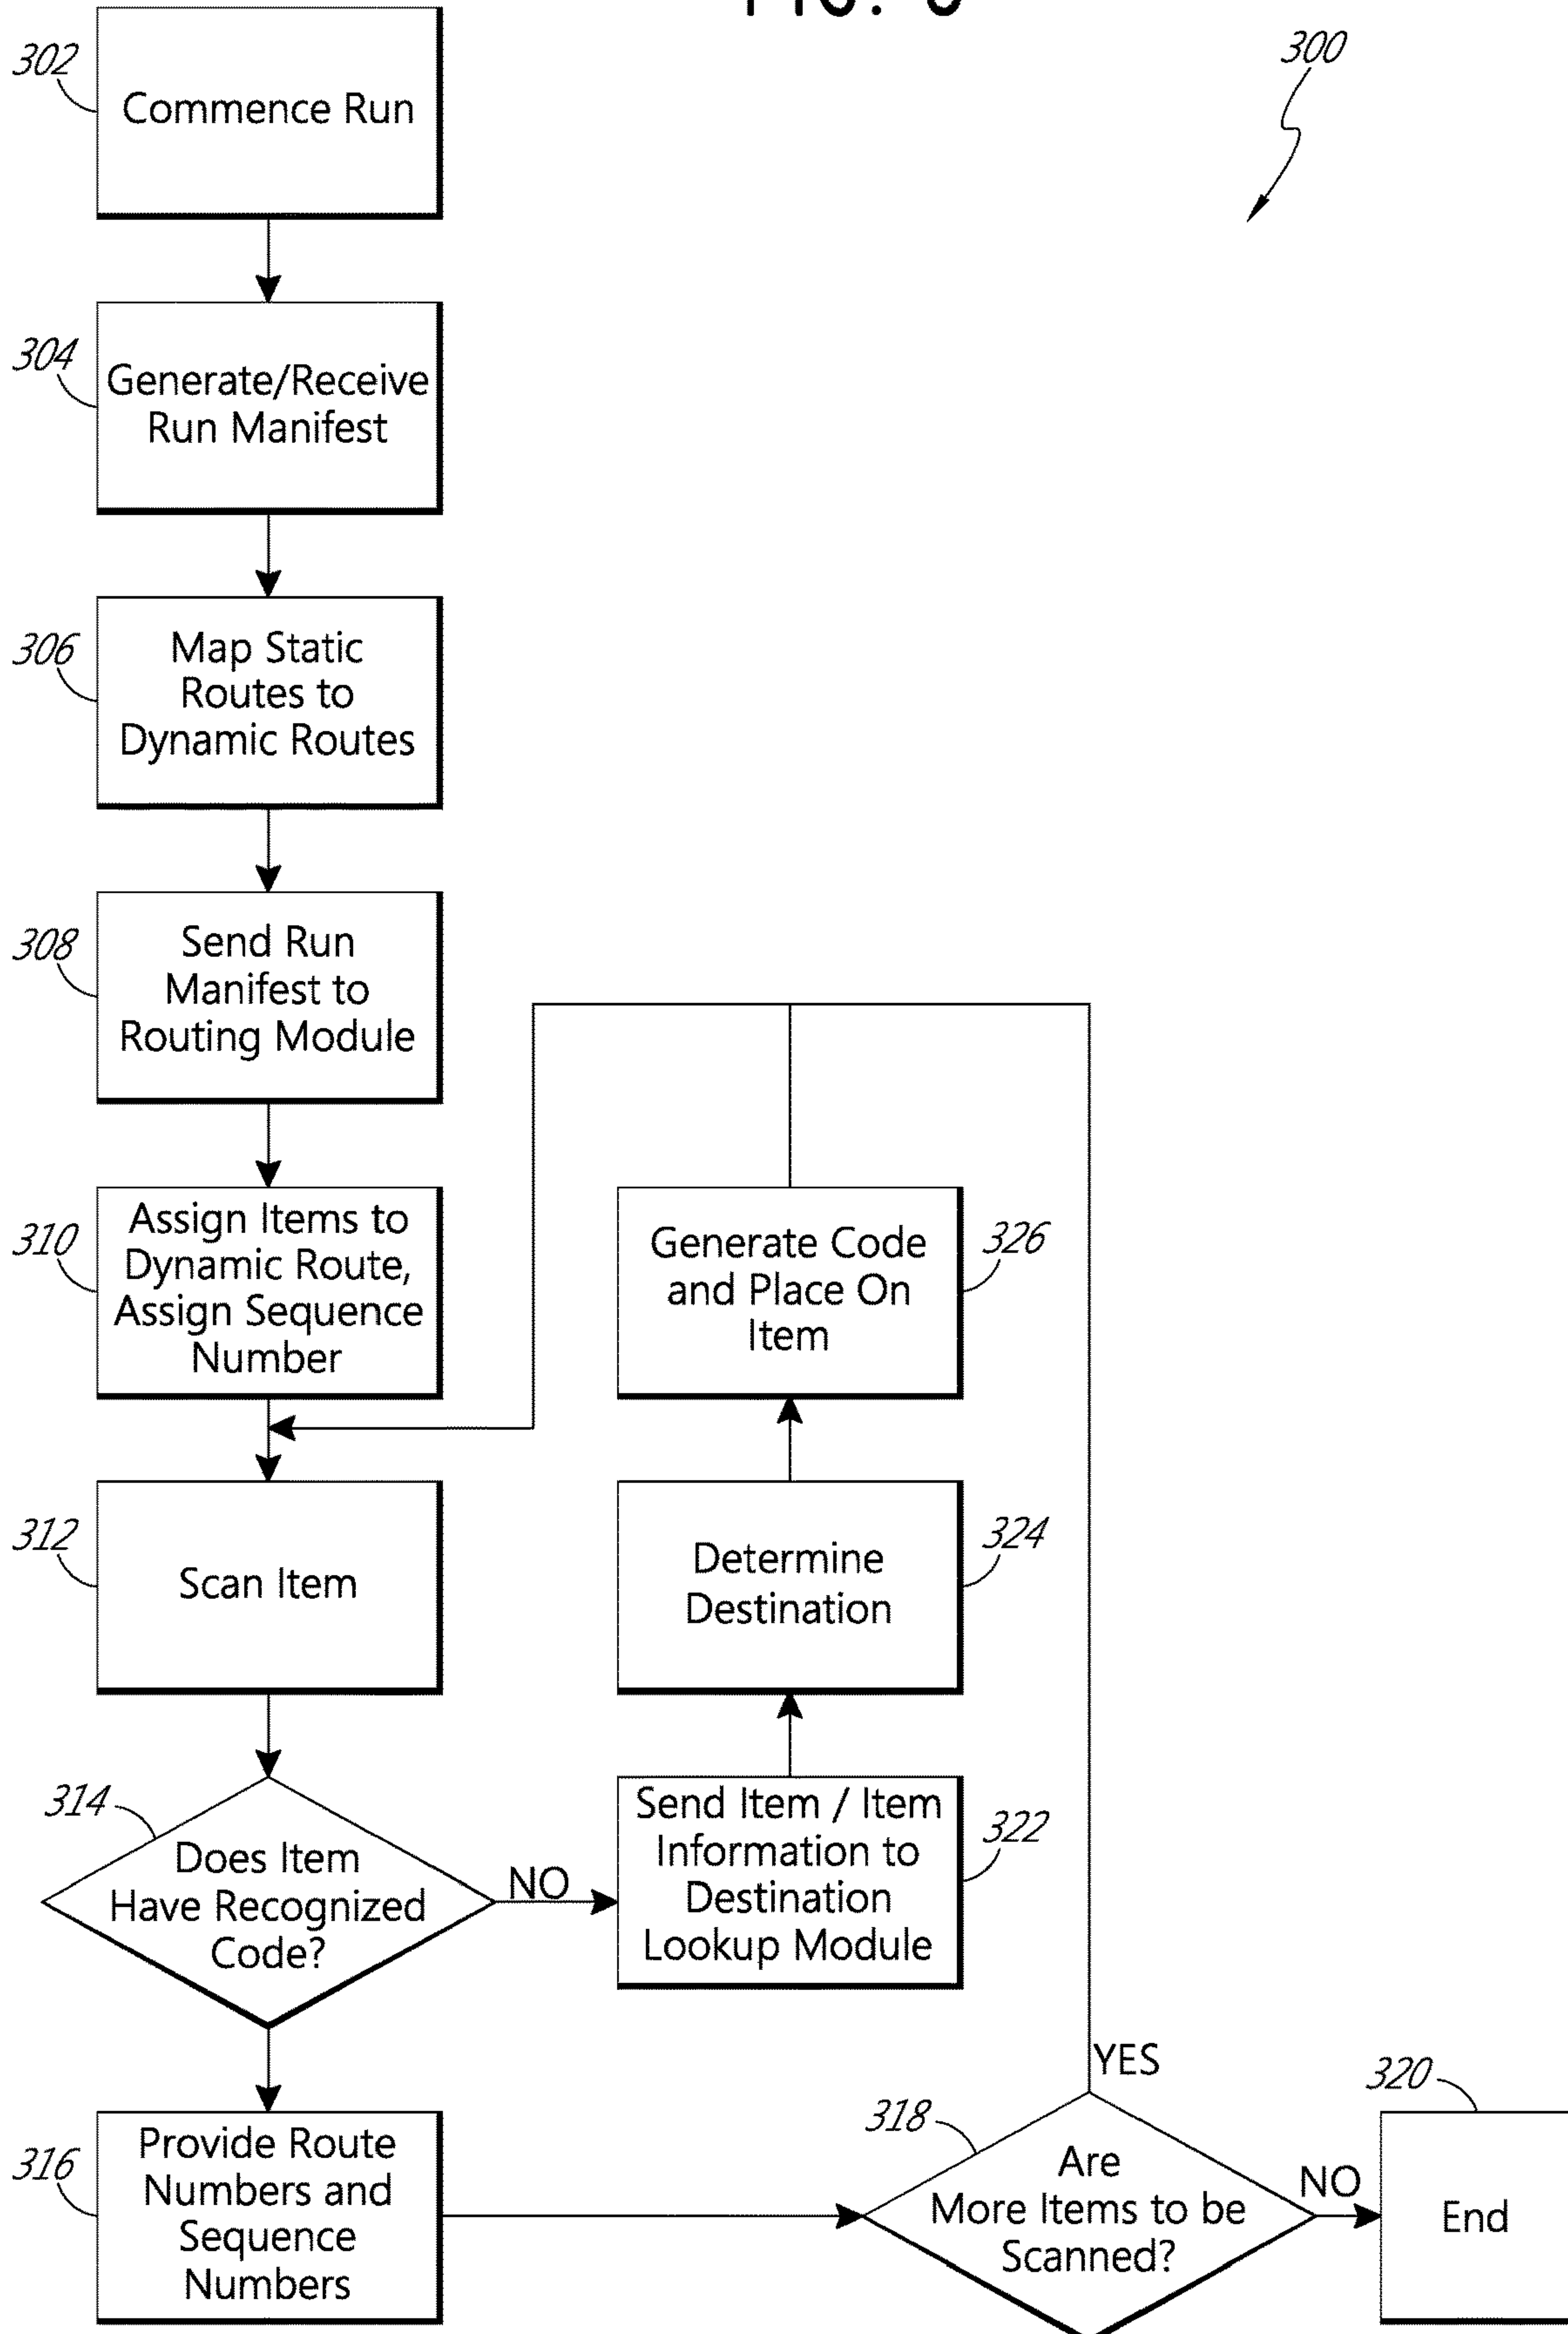 300
302
Commence Run
304
Generate/Receive
Run Manifest
306
Map Static
Routes to
Dynamic Routes
308
Send Run
Manifest to
Routing Module
310
Assign Items to
Dynamic Route,
Assign Sequence
Number
326
Generate Code
and Place On
Item
312
Scan Item
324
Determine
Destination
314
Does Item
Have Recognized
Code?
NO
322
Send Item / Item
Information to
Destination
Lookup Module
316
Provide Route
Numbers and
Sequence
Numbers
YES
318
Are
More Items to be
Scanned?
NO
320
End